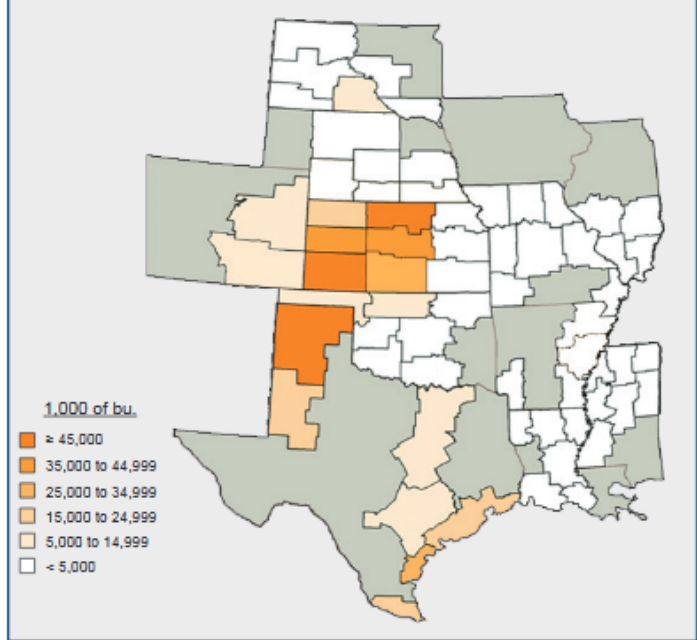 1,000 of bu.
≥ 45,000
35,000 to 44,999
25,000 to 34,999
15,000 to 24,999
5,000 to 14,999
< 5,000